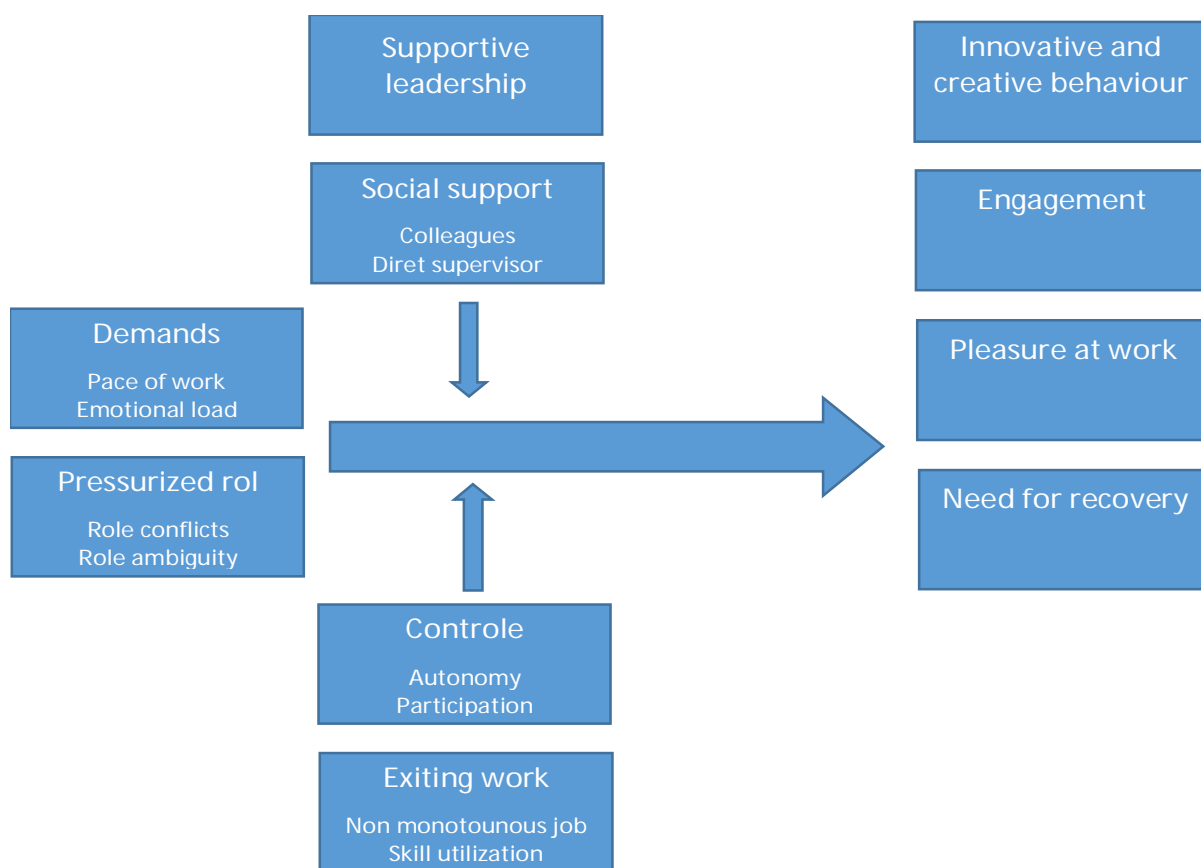 Supportive
leadership
Social support
Colleagues
Diret supervisor
Demands
Pace of work
Emotional load
Pressurized rol
Role conflicts
Role ambiguity
Controle
Autonomy
Participation
Exiting work
Non monotounous job
Skill utilization
Innovative and
creative behaviour
Engagement
Pleasure at work
Need for recovery